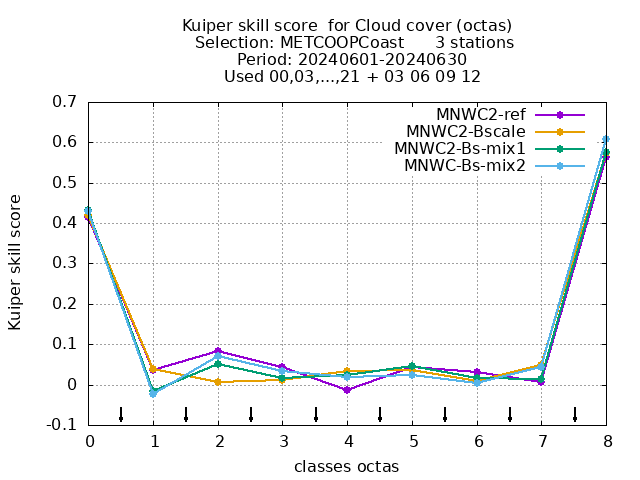 Kuiper skill score  for Cloud cover (octas)
Selection: METCOOPCoast      3 stations
Period: 20240601-20240630
Used 00,03,...,21 + 03 06 09 12
MNWC2-ref
MNWC2-Bscale
MNWC2-Bs-mix1
MNWC-Bs-mix2
Kuiper skill score
0.7
0.6
0.5
0.4
0.3
0.2
0.1
0
-0.1
0 1 2 3 4 5 6 7 8
classes octas